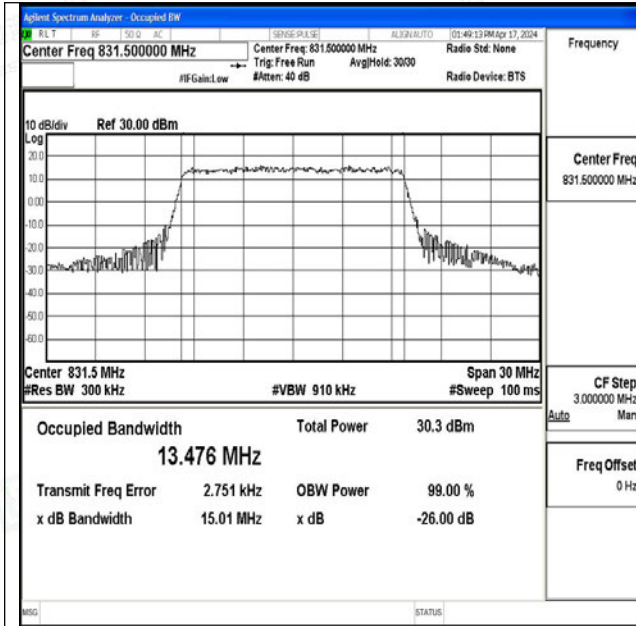 Agilent Spectrum Analyzer - Occupied BW
RLT RF 50 Ω AC SENSE:PULSE ALIGN AUTO 01:49:13 PM Apr 17, 2024
Center Freq 831.500000 MHz
Center Freq: 831.500000 MHz
Radio Std: None
Trig: Free Run Avg|Hold: 30/30
#IFGain:Low #Atten: 40 dB Radio Device: BTS
Frequency
10 dB/div Ref 30.00 dBm
Log
20.0
10.0
0.00
-10.0
-20.0
-30.0
-40.0
-50.0
-60.0
Center Freq
831.500000 MHz
Center 831.5 MHz Span 30 MHz
#Res BW 300 kHz #VBW 910 kHz #Sweep 100 ms
CF Step
3.000000 MHz
Auto Man
Occupied Bandwidth Total Power 30.3 dBm
13.476 MHz
Transmit Freq Error 2.751 kHz OBW Power 99.00 %
x dB Bandwidth 15.01 MHz x dB -26.00 dB
Freq Offset
0 Hz
MSG STATUS